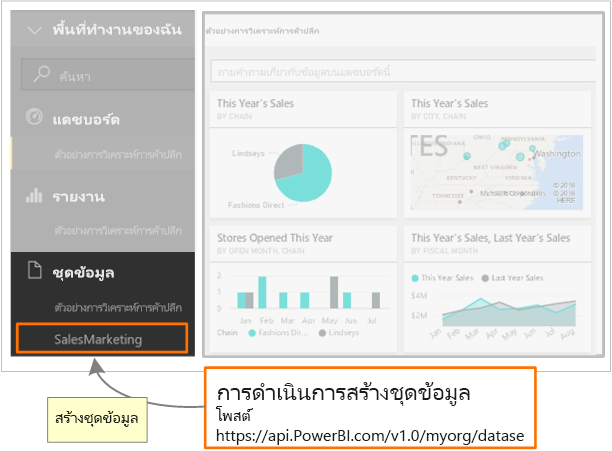 พื้นที่ทำงานของฉัน
ค้นหา
แดชบอร์ด
ตัวอย่างการวิเคราะห์การค้าปลีก
รายงาน
ตัวอย่างการวิเคราะห์การค้าปลีก
ชุดข้อมูล
ตัวอย่างการวิเคราะห์การค้าปลีก
SalesMarketing
ตัวอย่างการวิเคราะห์การค้าปลีก
ถามคำถามเกี่ยวกับข้อมูลบนแดชบอร์ดนี้
This Year's Sales
BY CHAIN
Lindseys
Fashions Direct
This Year's Sales
BY CITY, CHAIN
TES
OHIO
PENNSYLVANIA
Washington
WEST VIRGINIA
KENTUCKY
VIRGINIA
TENNESSEE
Microsoft Corporation
© 2016
HERE
Stores Opened This Year
BY OPEN MONTH, CHAIN
2
1
0
Jan Feb Mar Apr May Jun Jul
Chain Fashions Dir... Lindseys
This Year's Sales, Last Year's Sales
BY FISCAL MONTH
This Year Sales Last Year Sales
$4M
$2M
Jan Feb Mar Apr May Jun Jul Aug
สร้างชุดข้อมูล
การดำเนินการสร้างชุดข้อมูล
โพสต์
https://api.PowerBI.com/v1.0/myorg/datase